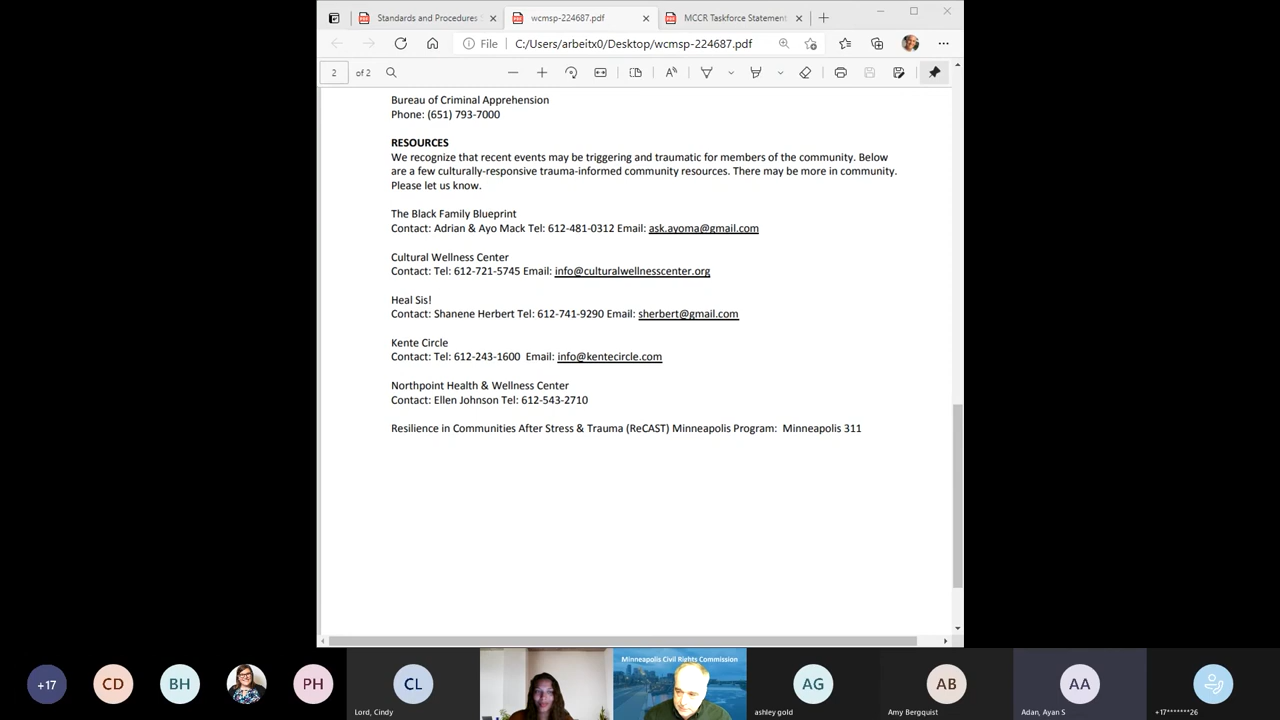 Standards and Procedures
wcmsp-224687.pdf
MCCR Taskforce Statement
File
C:/Users/arbeitx0/Desktop/wcmsp-224687.pdf
2 of 2
Bureau of Criminal Apprehension
Phone: (651) 793-7000
RESOURCES
We recognize that recent events may be triggering and traumatic for members of the community. Below
are a few culturally-responsive trauma-informed community resources. There may be more in community.
Please let us know.
The Black Family Blueprint
Contact: Adrian & Ayo Mack Tel: 612-481-0312 Email: ask.ayoma@gmail.com
Cultural Wellness Center
Contact: Tel: 612-721-5745 Email: info@culturalwellnesscenter.org
Heal Sis!
Contact: Shanene Herbert Tel: 612-741-9290 Email: sherbert@gmail.com
Kente Circle
Contact: Tel: 612-243-1600 Email: info@kentecircle.com
Northpoint Health & Wellness Center
Contact: Ellen Johnson Tel: 612-543-2710
Resilience in Communities After Stress & Trauma (ReCAST) Minneapolis Program: Minneapolis 311
Minneapolis Civil Rights Commission
+17
CD
BH
PH
CL
AG
AB
AA
Lord, Cindy
ashley gold
Amy Bergquist
Adan, Ayan S
+17*******26